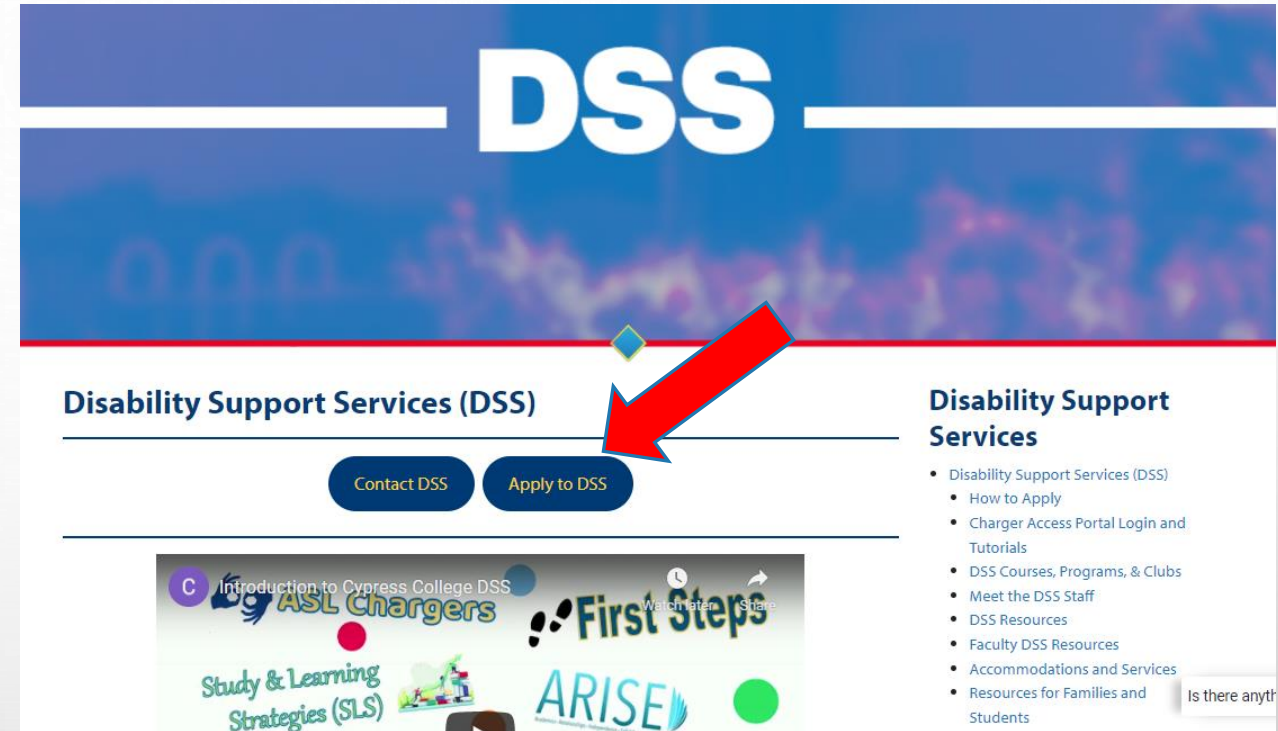 DSS
Disability Support Services (DSS)
Contact DSS
Apply to DSS
C
Introduction to Cypress College DSS
Watch later
Share
ASL Chargers
First Steps
Study & Learning
Strategies (SLS)
ARISE
Disability Support
Services
Disability Support Services (DSS)
How to Apply
Charger Access Portal Login and
Tutorials
DSS Courses, Programs, & Clubs
Meet the DSS Staff
DSS Resources
Faculty DSS Resources
Accommodations and Services
Resources for Families and
Students
Is there anyth